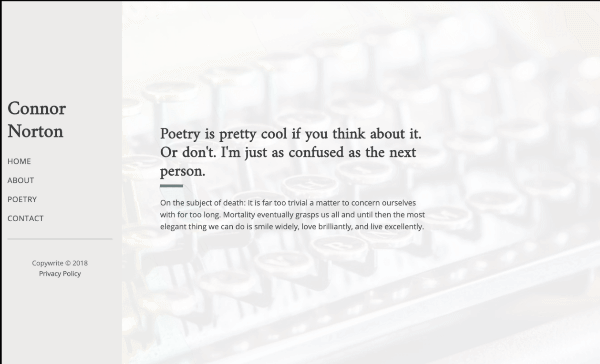 Connor
Norton
HOME
ABOUT
POETRY
CONTACT
Copywrite © 2018
Privacy Policy
Poetry is pretty cool if you think about it.
Or don't. I'm just as confused as the next
person.
On the subject of death: it is far too trivial a matter to concern ourselves
with for too long. Mortality eventually grasps us all and until then the most
elegant thing we can do is smile widely, love brilliantly, and live excellently.